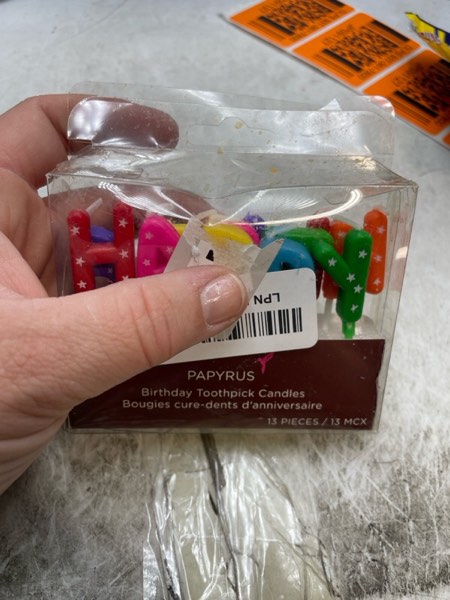 LPN
PAPYRUS
Birthday Toothpick Candles
Bougies cure-dents d'anniversaire
13 PIECES / 13 MCX